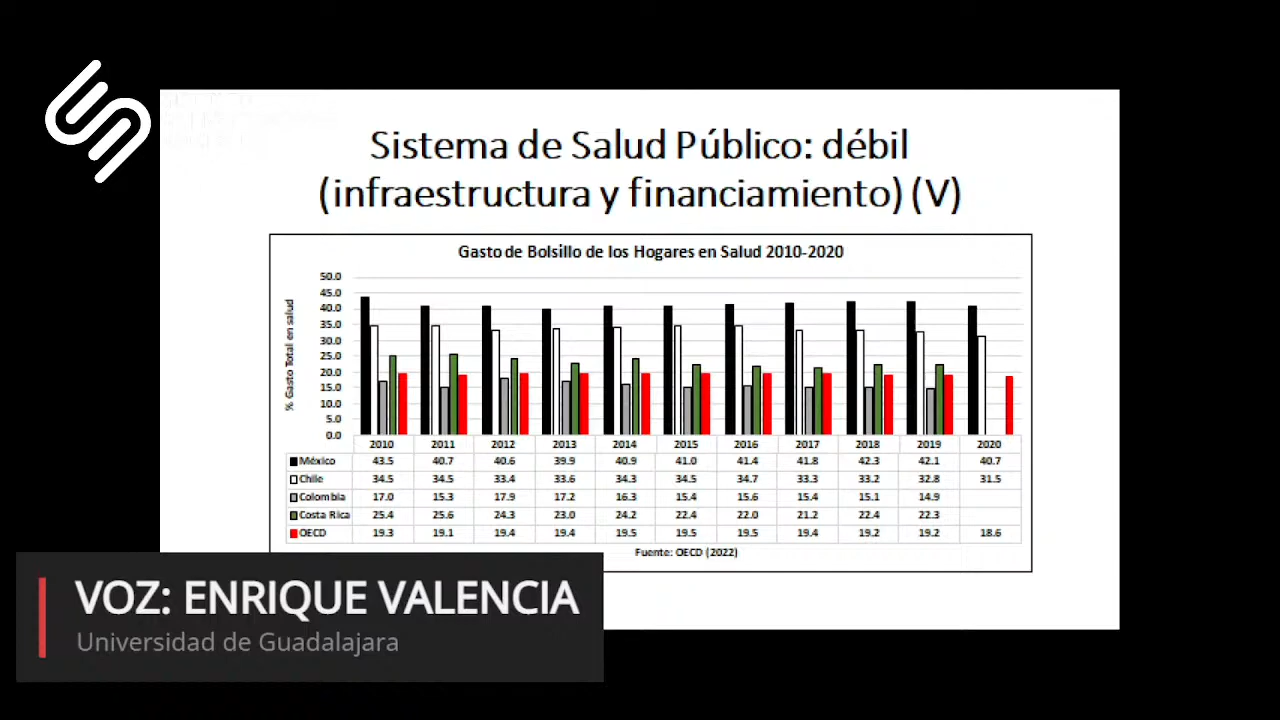 Sistema de Salud Público: débil
(infraestructura y financiamiento) (V)
Gasto de Bolsillo de los Hogares en Salud 2010-2020
% Gasto Total en salud
50.0
45.0
40.0
35.0
30.0
25.0
20.0
15.0
10.0
5.0
0.0
2010 2011 2012 2013 2014 2015 2016 2017 2018 2019 2020
México 43.5 40.7 40.6 39.9 40.9 41.0 41.4 41.8 42.3 42.1 40.7
Chile 34.5 34.5 33.4 33.6 34.3 34.5 34.7 33.3 33.2 32.8 31.5
Colombia 17.0 15.3 17.9 17.2 16.3 15.4 15.6 15.4 15.1 14.9
Costa Rica 25.4 25.6 24.3 23.0 24.2 22.4 22.0 21.2 22.4 22.3
OECD 19.3 19.1 19.4 19.4 19.5 19.5 19.5 19.4 19.2 19.2 18.6
Fuente: OECD (2022)
VOZ: ENRIQUE VALENCIA
Universidad de Guadalajara